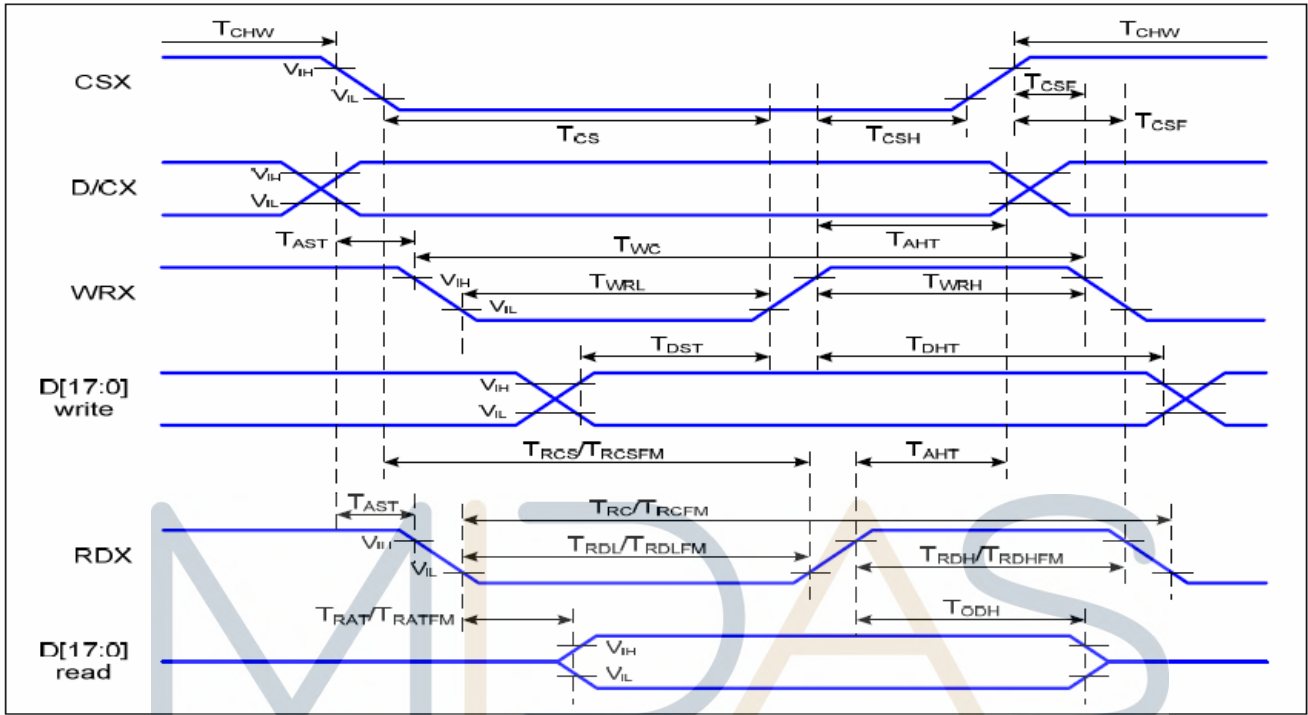 TCHW TCHW
CSX VIH VIL TCSF
TCS TCSH TCSF
D/CX VIH VIL
TAST TWC TAHT
WRX VIH VIL TWRL TWRH
TDST TDHT
D[17:0]
write VIH VIL
TRCS/TRCSFM TAHT
TAST TRC/TRCFM
RDX VIH VIL TRDL/TRDLFM TRDH/TRDHFM
TRAT/TRATFM TODH
D[17:0]
read VIH VIL
MIDAS